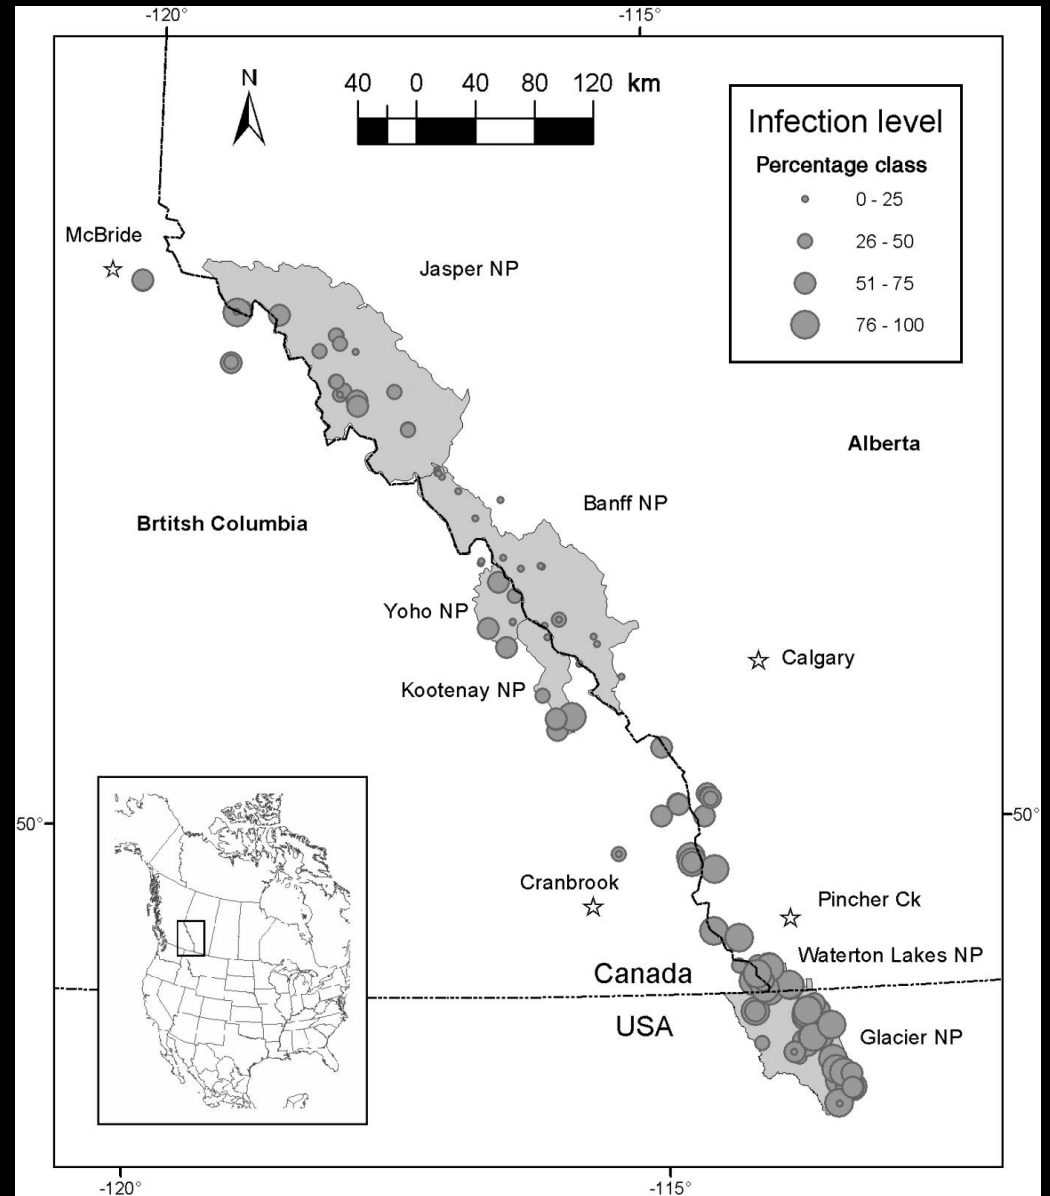 -120° -115°
N
40 0 40 80 120 km
Infection level
Percentage class
0 - 25
26 - 50
51 - 75
76 - 100
McBride
Jasper NP
Alberta
Banff NP
Brtitsh Columbia
Yoho NP
Calgary
Kootenay NP
50° 50°
Cranbrook
Pincher Ck
Waterton Lakes NP
Canada
USA
Glacier NP
-120° -115°